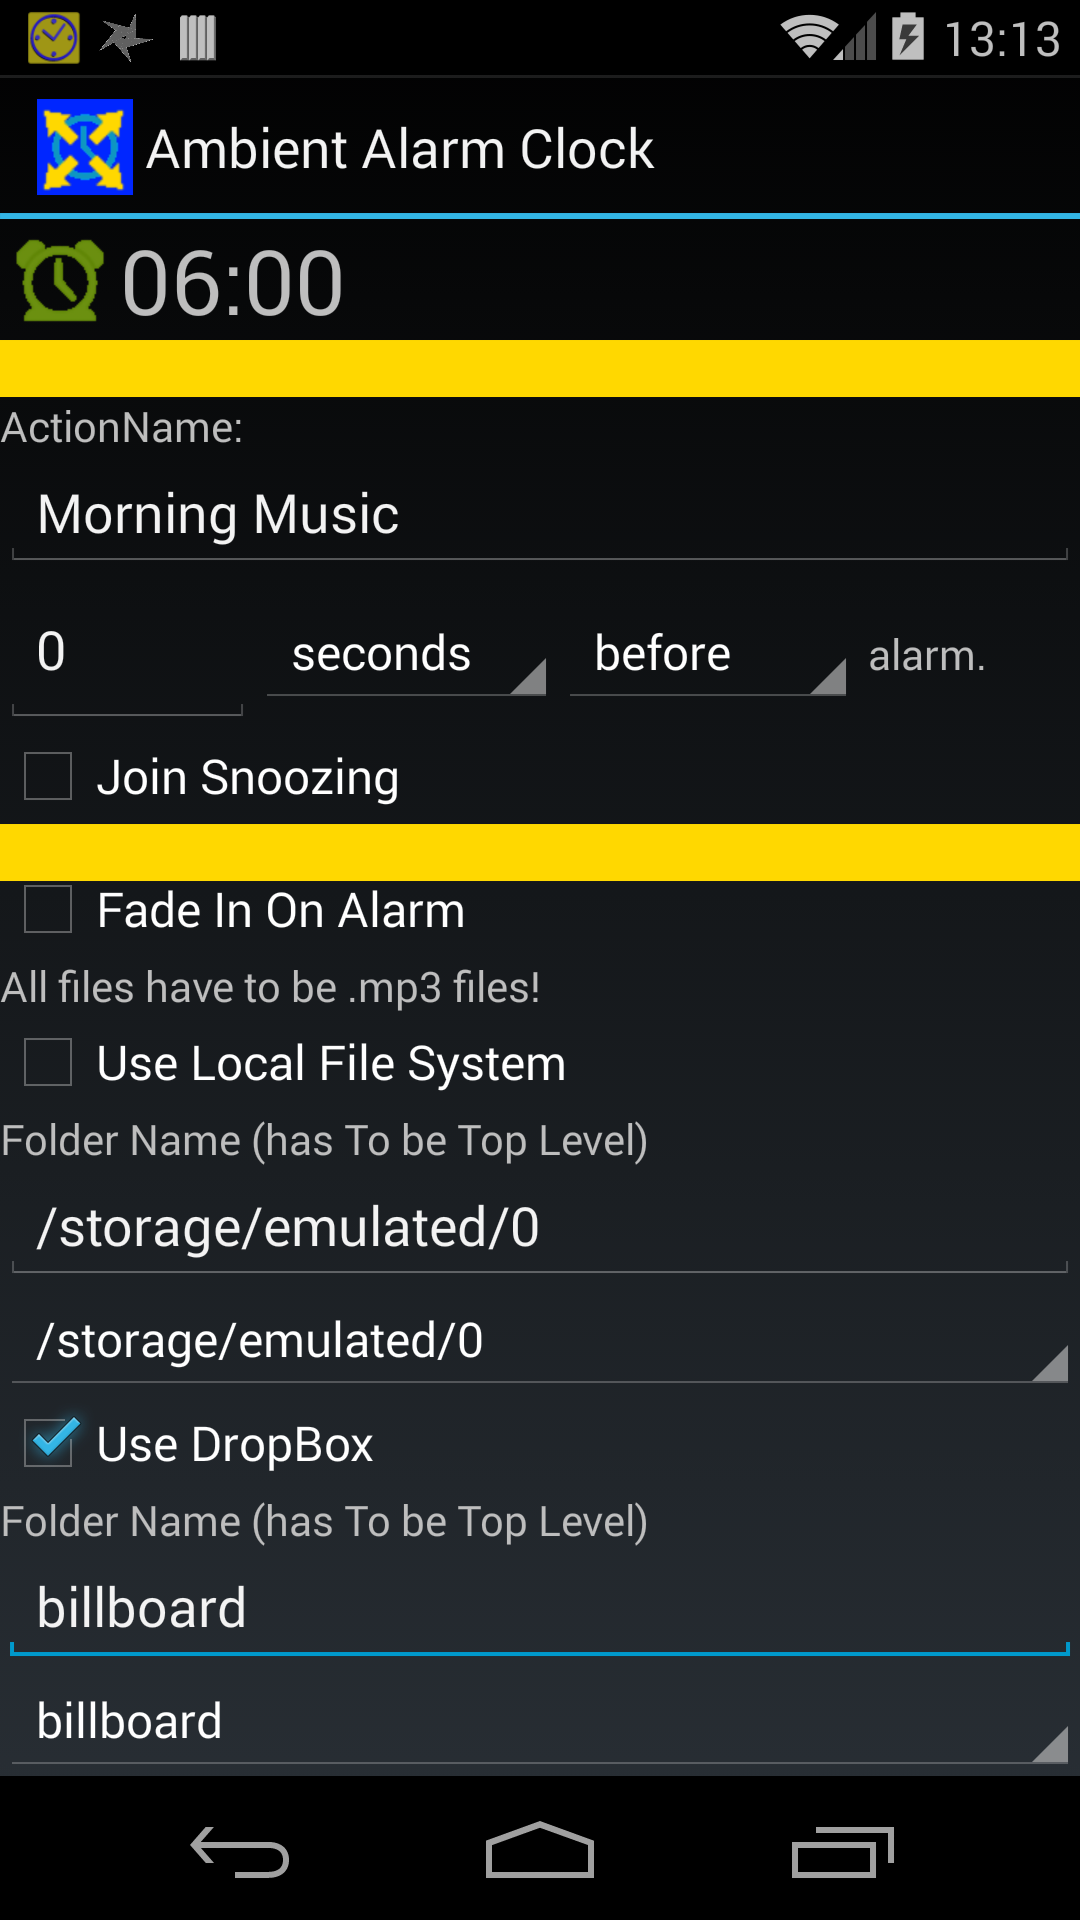 13:13
Ambient Alarm Clock
06:00
ActionName:
Morning Music
0 seconds before alarm.
Join Snoozing
Fade In On Alarm
All files have to be .mp3 files!
Use Local File System
Folder Name (has To be Top Level)
/storage/emulated/0
/storage/emulated/0
Use DropBox
Folder Name (has To be Top Level)
billboard
billboard